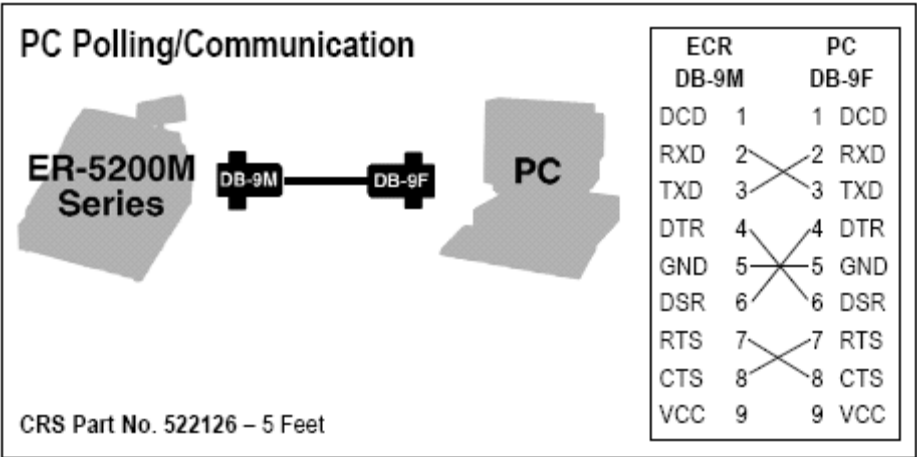 PC Polling/Communication
ER-5200M
Series
DB-9M
DB-9F
PC
CRS Part No. 522126 – 5 Feet
ECR PC
DB-9M DB-9F
DCD 1 1 DCD
RXD 2 2 RXD
TXD 3 3 TXD
DTR 4 4 DTR
GND 5 5 GND
DSR 6 6 DSR
RTS 7 7 RTS
CTS 8 8 CTS
VCC 9 9 VCC